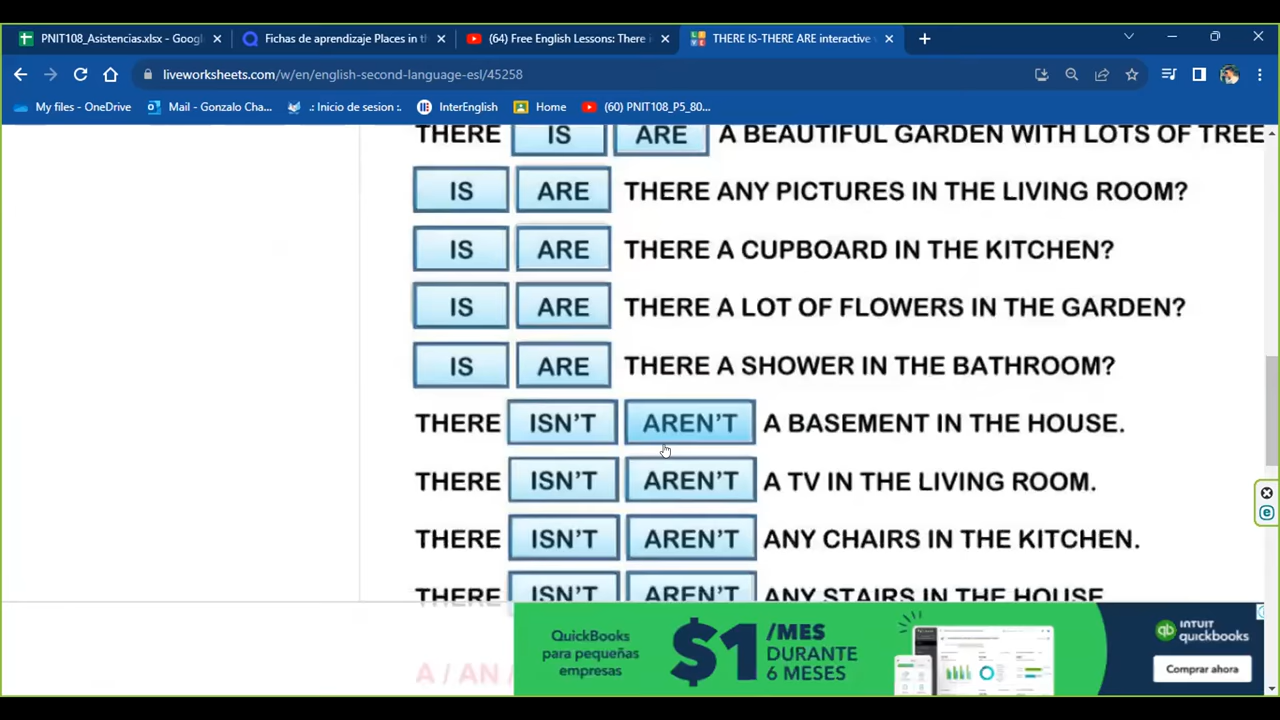 PNIT108_Asistencias.xlsx - Googl
Fichas de aprendizaje Places in th
(64) Free English Lessons: There i
THERE IS-THERE ARE interactive w
liveworksheets.com/w/en/english-second-language-esl/45258
My files - OneDrive
Mail - Gonzalo Cha...
.: Inicio de sesion :.
InterEnglish
Home
(60) PNIT108_P5_80...
THERE IS ARE A BEAUTIFUL GARDEN WITH LOTS OF TREE
IS ARE THERE ANY PICTURES IN THE LIVING ROOM?
IS ARE THERE A CUPBOARD IN THE KITCHEN?
IS ARE THERE A LOT OF FLOWERS IN THE GARDEN?
IS ARE THERE A SHOWER IN THE BATHROOM?
THERE ISN'T AREN'T A BASEMENT IN THE HOUSE.
THERE ISN'T AREN'T A TV IN THE LIVING ROOM.
THERE ISN'T AREN'T ANY CHAIRS IN THE KITCHEN.
THERE ISN'T AREN'T ANY STAIRS IN THE HOUSE
A / AN /
QuickBooks
para pequeñas
empresas
$1
/MES
DURANTE
6 MESES
INTUIT
quickbooks
Comprar ahora